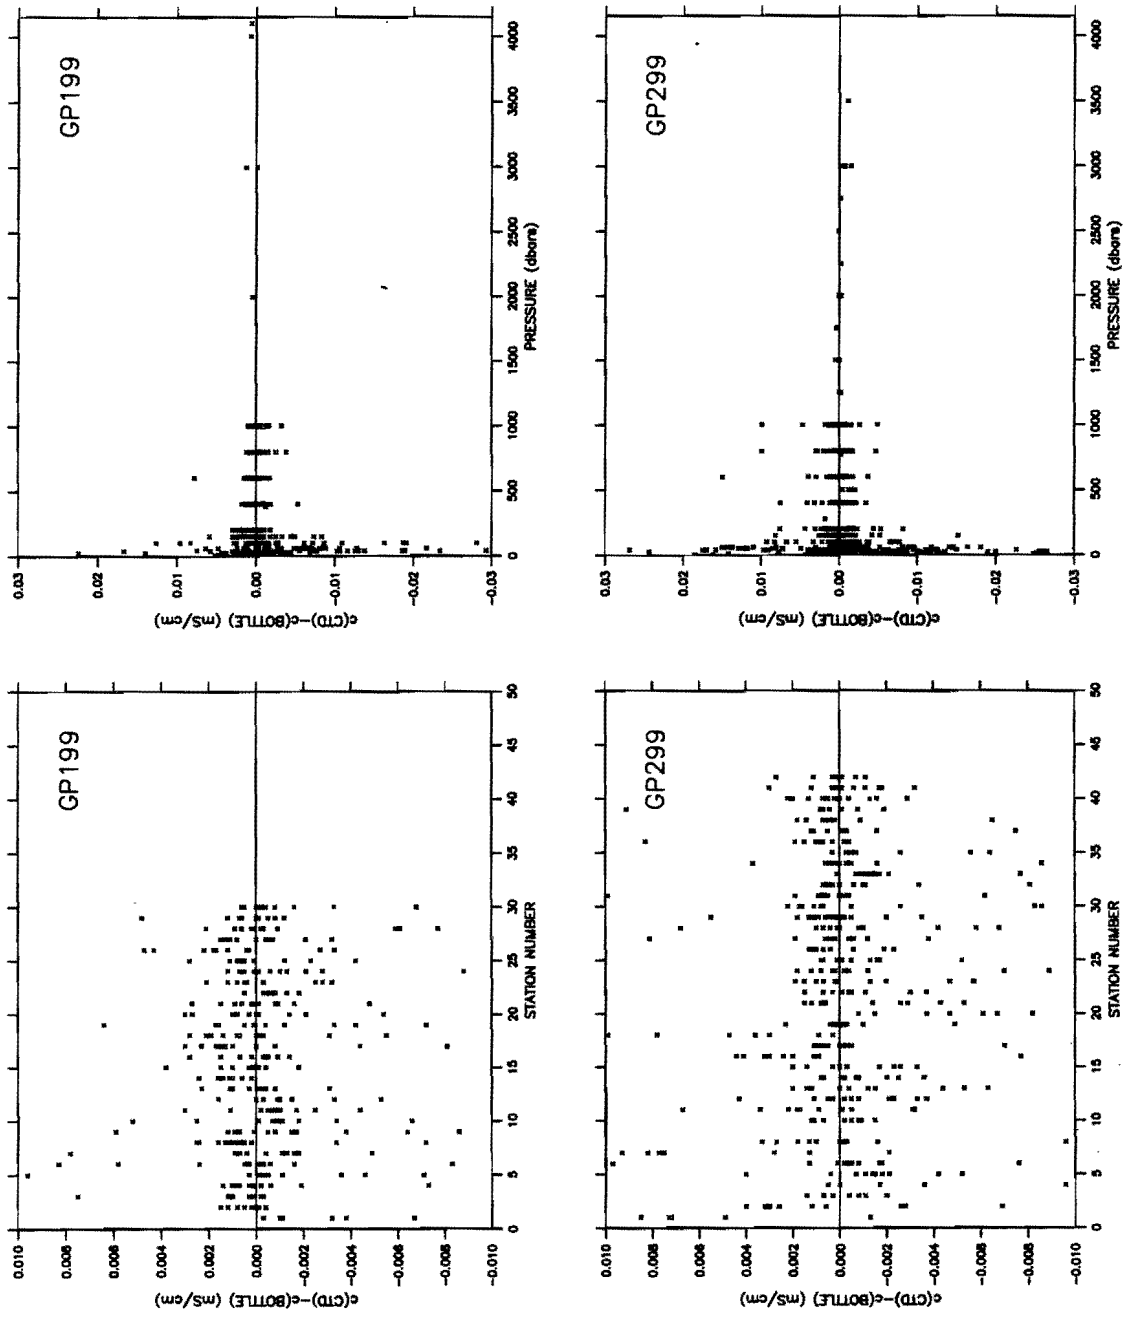 GP199
0.010
0.008
0.006
0.004
0.002
0.000
-0.002
-0.004
-0.006
-0.008
-0.010
c(CTD)-c(BOTTLE) (mS/cm)
0 5 10 15 20 25 30 35 40 45 50
STATION NUMBER
GP199
0.03
0.02
0.01
0.00
-0.01
-0.02
-0.03
c(CTD)-c(BOTTLE) (mS/cm)
0 500 1000 1500 2000 2500 3000 3500 4000
PRESSURE (dbars)
GP299
0.010
0.008
0.006
0.004
0.002
0.000
-0.002
-0.004
-0.006
-0.008
-0.010
c(CTD)-c(BOTTLE) (mS/cm)
0 5 10 15 20 25 30 35 40 45 50
STATION NUMBER
GP299
0.03
0.02
0.01
0.00
-0.01
-0.02
-0.03
c(CTD)-c(BOTTLE) (mS/cm)
0 500 1000 1500 2000 2500 3000 3500 4000
PRESSURE (dbars)